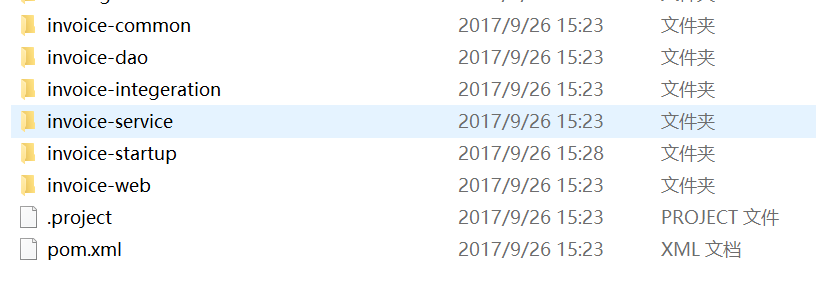 invoice-common 2017/9/26 15:23 文件夹
invoice-dao 2017/9/26 15:23 文件夹
invoice-integeration 2017/9/26 15:23 文件夹
invoice-service 2017/9/26 15:23 文件夹
invoice-startup 2017/9/26 15:28 文件夹
invoice-web 2017/9/26 15:23 文件夹
.project 2017/9/26 15:23 PROJECT 文件
pom.xml 2017/9/26 15:23 XML 文档